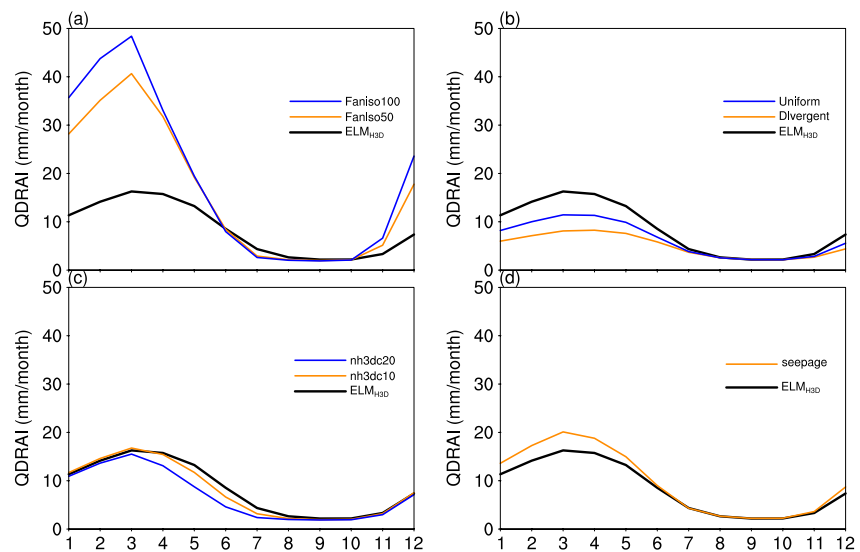 (a)
50
40
30
20
10
0
QDRAI (mm/month)
Faniso100
FanIso50
ELMH3D
(b)
50
40
30
20
10
0
QDRAI (mm/month)
Uniform
DIvergent
ELMH3D
(c)
50
40
30
20
10
0
QDRAI (mm/month)
nh3dc20
nh3dc10
ELMH3D
1 2 3 4 5 6 7 8 9 10 11 12
(d)
50
40
30
20
10
0
QDRAI (mm/month)
seepage
ELMH3D
1 2 3 4 5 6 7 8 9 10 11 12